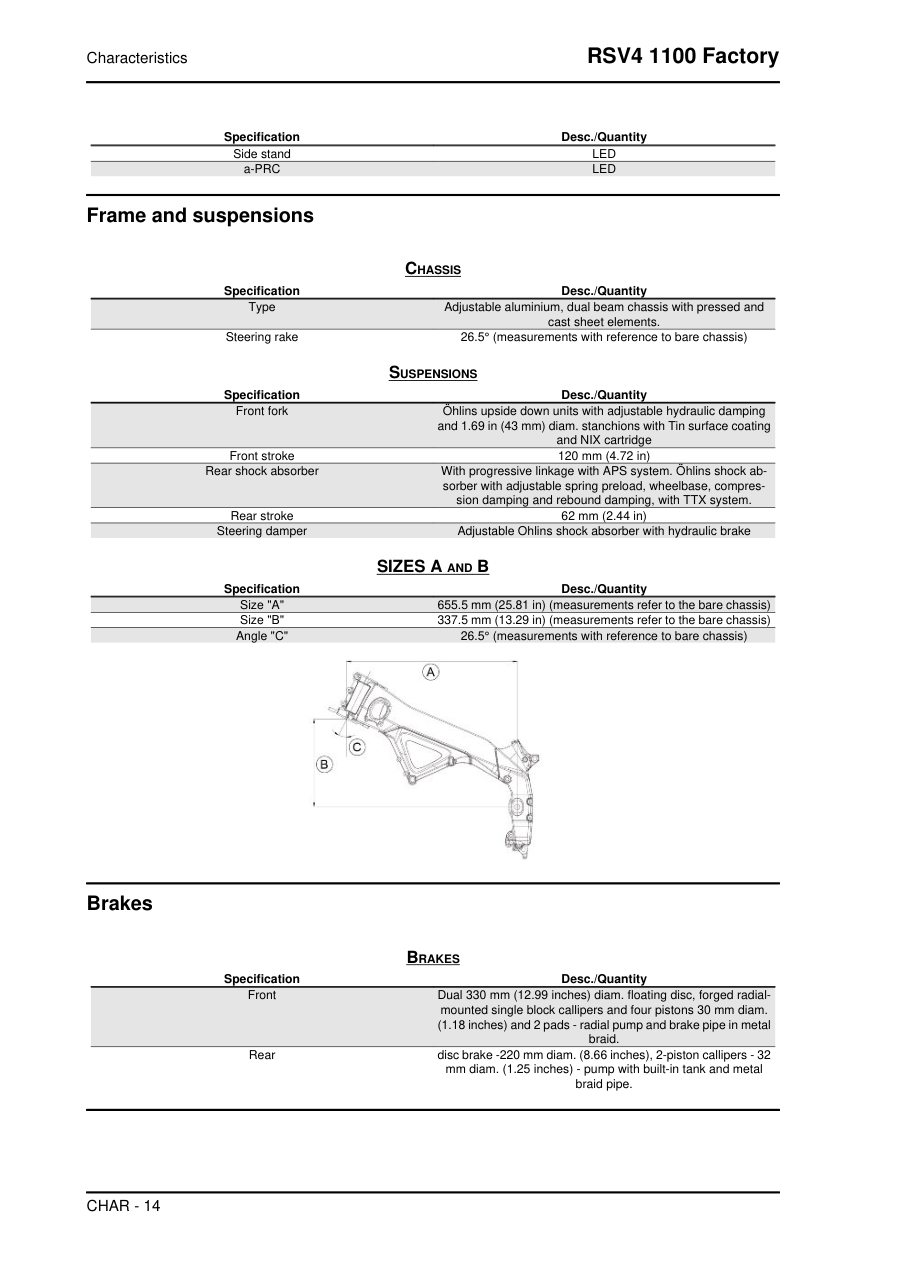 Characteristics RSV4 1100 Factory
Specification Desc./Quantity
Side stand LED
a-PRC LED
Frame and suspensions
CHASSIS
Specification Desc./Quantity
Type Adjustable aluminium, dual beam chassis with pressed and
cast sheet elements.
Steering rake 26.5° (measurements with reference to bare chassis)
SUSPENSIONS
Specification Desc./Quantity
Front fork Öhlins upside down units with adjustable hydraulic damping
and 1.69 in (43 mm) diam. stanchions with Tin surface coating
and NIX cartridge
Front stroke 120 mm (4.72 in)
Rear shock absorber With progressive linkage with APS system. Öhlins shock ab-
sorber with adjustable spring preload, wheelbase, compres-
sion damping and rebound damping, with TTX system.
Rear stroke 62 mm (2.44 in)
Steering damper Adjustable Ohlins shock absorber with hydraulic brake
SIZES A AND B
Specification Desc./Quantity
Size "A" 655.5 mm (25.81 in) (measurements refer to the bare chassis)
Size "B" 337.5 mm (13.29 in) (measurements refer to the bare chassis)
Angle "C" 26.5° (measurements with reference to bare chassis)
A
C
B
Brakes
BRAKES
Specification Desc./Quantity
Front Dual 330 mm (12.99 inches) diam. floating disc, forged radial-
mounted single block callipers and four pistons 30 mm diam.
(1.18 inches) and 2 pads - radial pump and brake pipe in metal
braid.
Rear disc brake -220 mm diam. (8.66 inches), 2-piston callipers - 32
mm diam. (1.25 inches) - pump with built-in tank and metal
braid pipe.
CHAR - 14